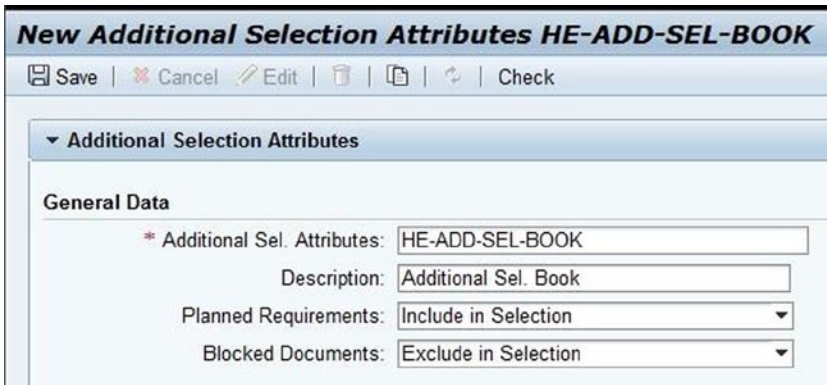 New Additional Selection Attributes HE-ADD-SEL-BOOK
Save | Cancel Edit | | | Check
Additional Selection Attributes
General Data
* Additional Sel. Attributes: HE-ADD-SEL-BOOK
Description: Additional Sel. Book
Planned Requirements: Include in Selection
Blocked Documents: Exclude in Selection